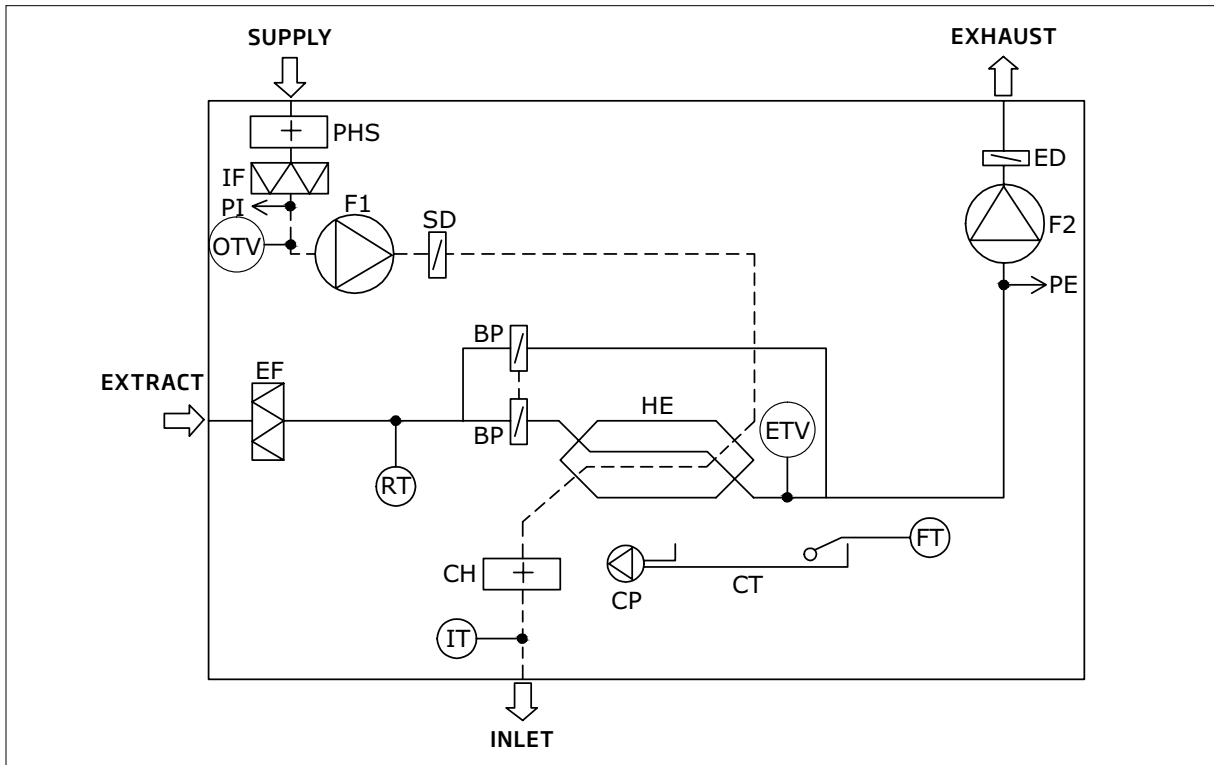 SUPPLY
EXHAUST
PHS
ED
IF
PI
F1
SD
F2
OTV
PE
BP
EF
EXTRACT
HE
ETV
BP
RT
FT
CH
CT
CP
IT
INLET